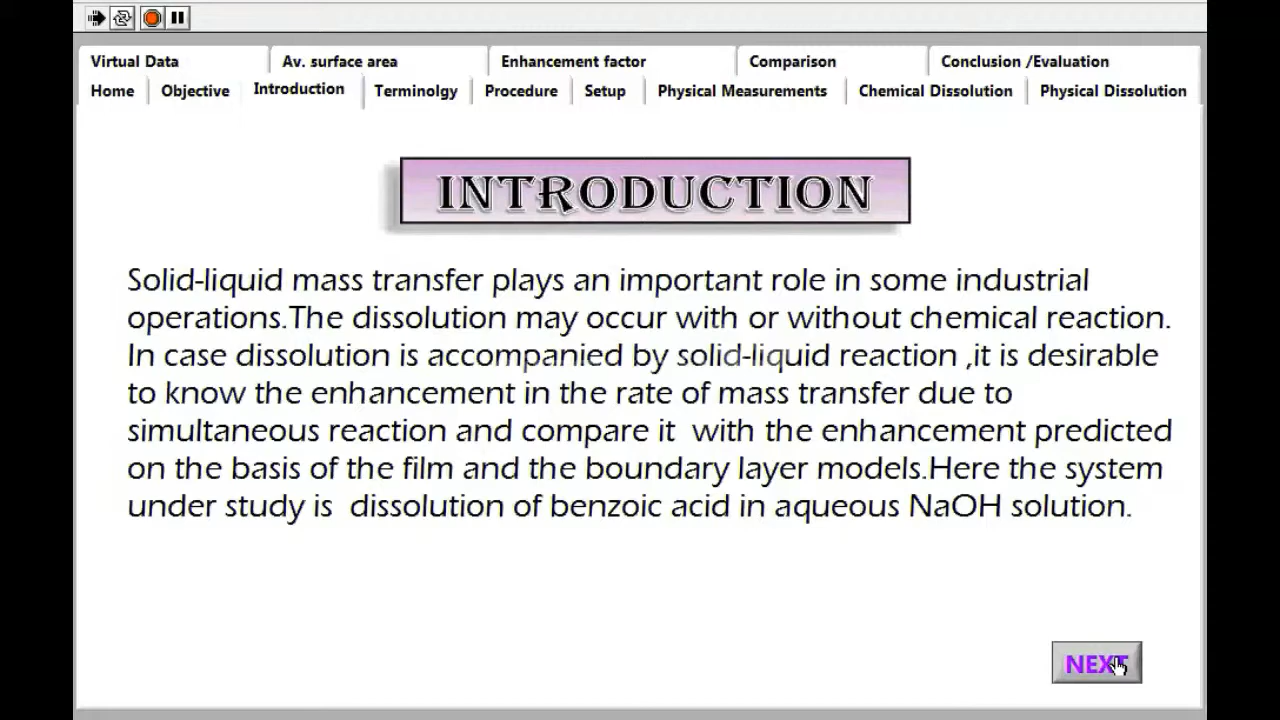 Virtual Data Av. surface area Enhancement factor Comparison Conclusion /Evaluation
Home Objective Introduction Terminolgy Procedure Setup Physical Measurements Chemical Dissolution Physical Dissolution
INTRODUCTION
Solid-liquid mass transfer plays an important role in some industrial
operations.The dissolution may occur with or without chemical reaction.
In case dissolution is accompanied by solid-liquid reaction ,it is desirable
to know the enhancement in the rate of mass transfer due to
simultaneous reaction and compare it with the enhancement predicted
on the basis of the film and the boundary layer models.Here the system
under study is dissolution of benzoic acid in aqueous NaOH solution.
NEXT